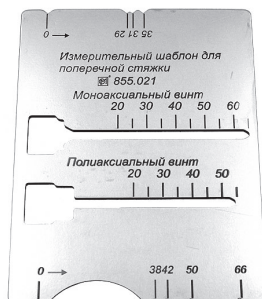 0 → 29 31 35
Измерительный шаблон для
поперечной стяжки
855.021
Моноаксиальный винт
20 30 40 50 60
Полиаксиальный винт
20 30 40 50
0 → 3842 50 66